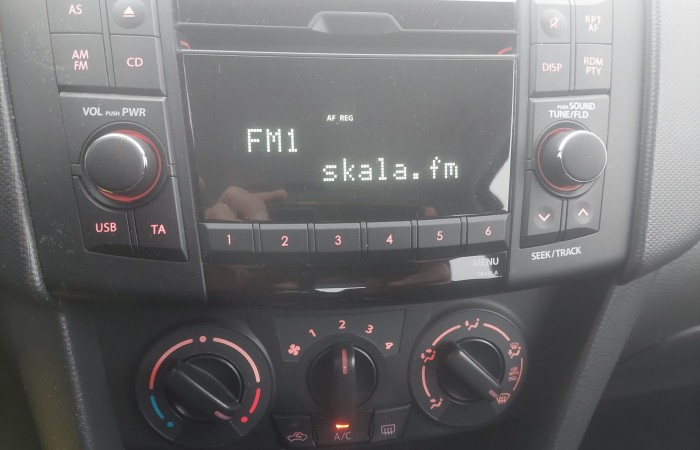 AS
AM
FM
CD
RPT
AF
DISP
RDM
PTY
VOL PUSH PWR
PUSH SOUND
TUNE/FLD
AF REG
FM1
skala.fm
USB
TA
1 2 3 4 5 6
MENU
SEEK/TRACK
1 2 3 4
A/C